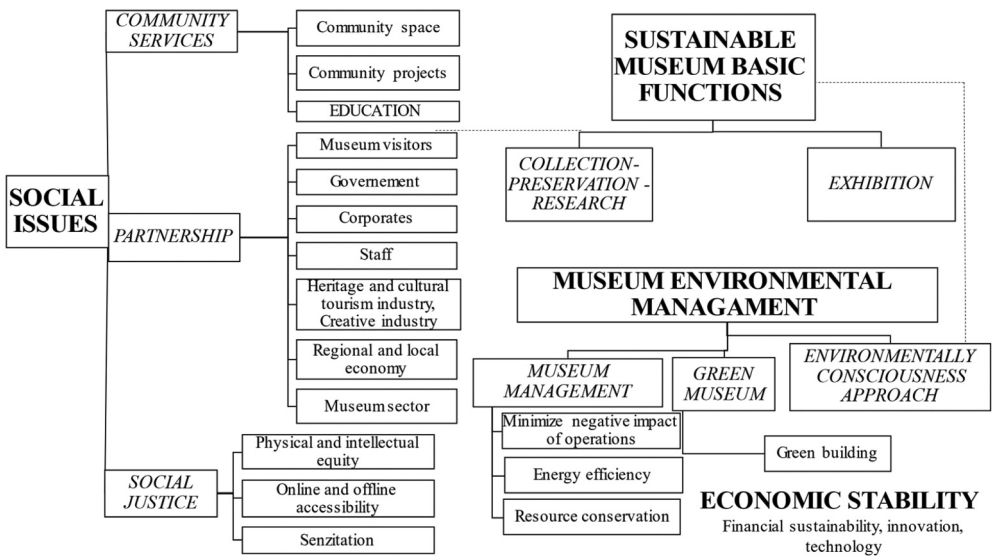 SOCIAL
ISSUES
COMMUNITY
SERVICES
Community space
Community projects
EDUCATION
PARTNERSHIP
Museum visitors
Governement
Corporates
Staff
Heritage and cultural
tourism industry,
Creative industry
Regional and local
economy
Museum sector
SOCIAL
JUSTICE
Physical and intellectual
equity
Online and offline
accessibility
Senzitation
SUSTAINABLE
MUSEUM BASIC
FUNCTIONS
COLLECTION-
PRESERVATION -
RESEARCH
EXHIBITION
MUSEUM ENVIRONMENTAL
MANAGAMENT
MUSEUM
MANAGEMENT
Minimize negative impact
of operations
Energy efficiency
Resource conservation
GREEN
MUSEUM
Green building
ENVIRONMENTALLY
CONSCIOUSNESS
APPROACH
ECONOMIC STABILITY
Financial sustainability, innovation,
technology